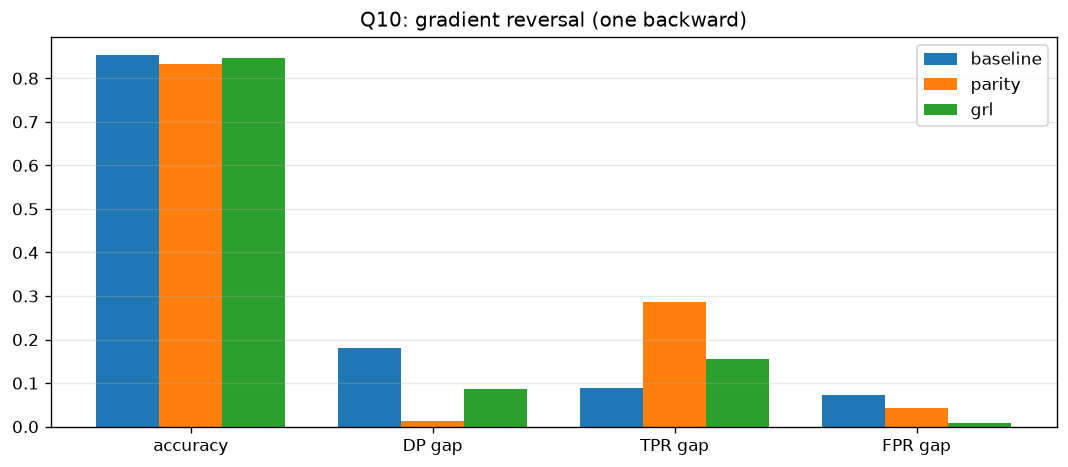 Q10: gradient reversal (one backward)
baseline
parity
grl
0.8
0.7
0.6
0.5
0.4
0.3
0.2
0.1
0.0
accuracy
DP gap
TPR gap
FPR gap